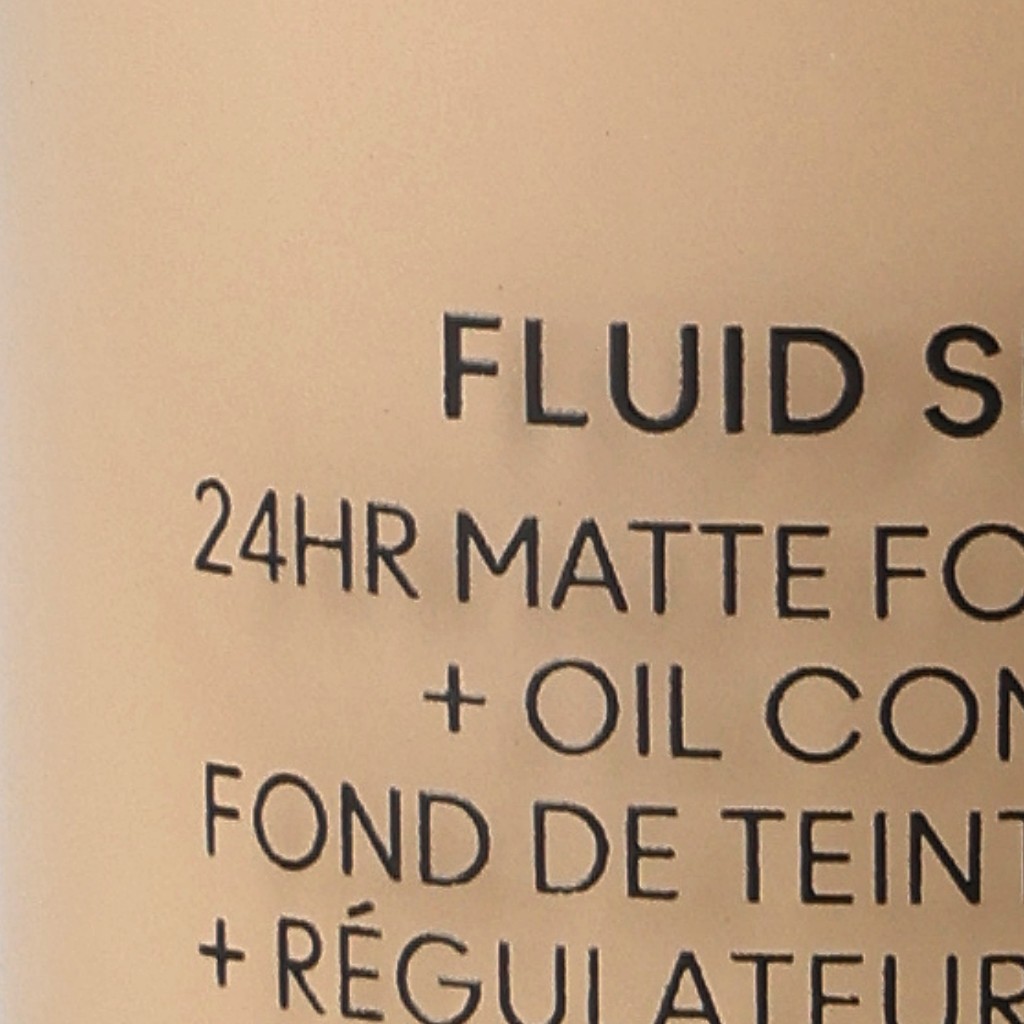 FLUID S
24HR MATTE FO
+ OIL CON
FOND DE TEINT
+ RÉGULATEUR